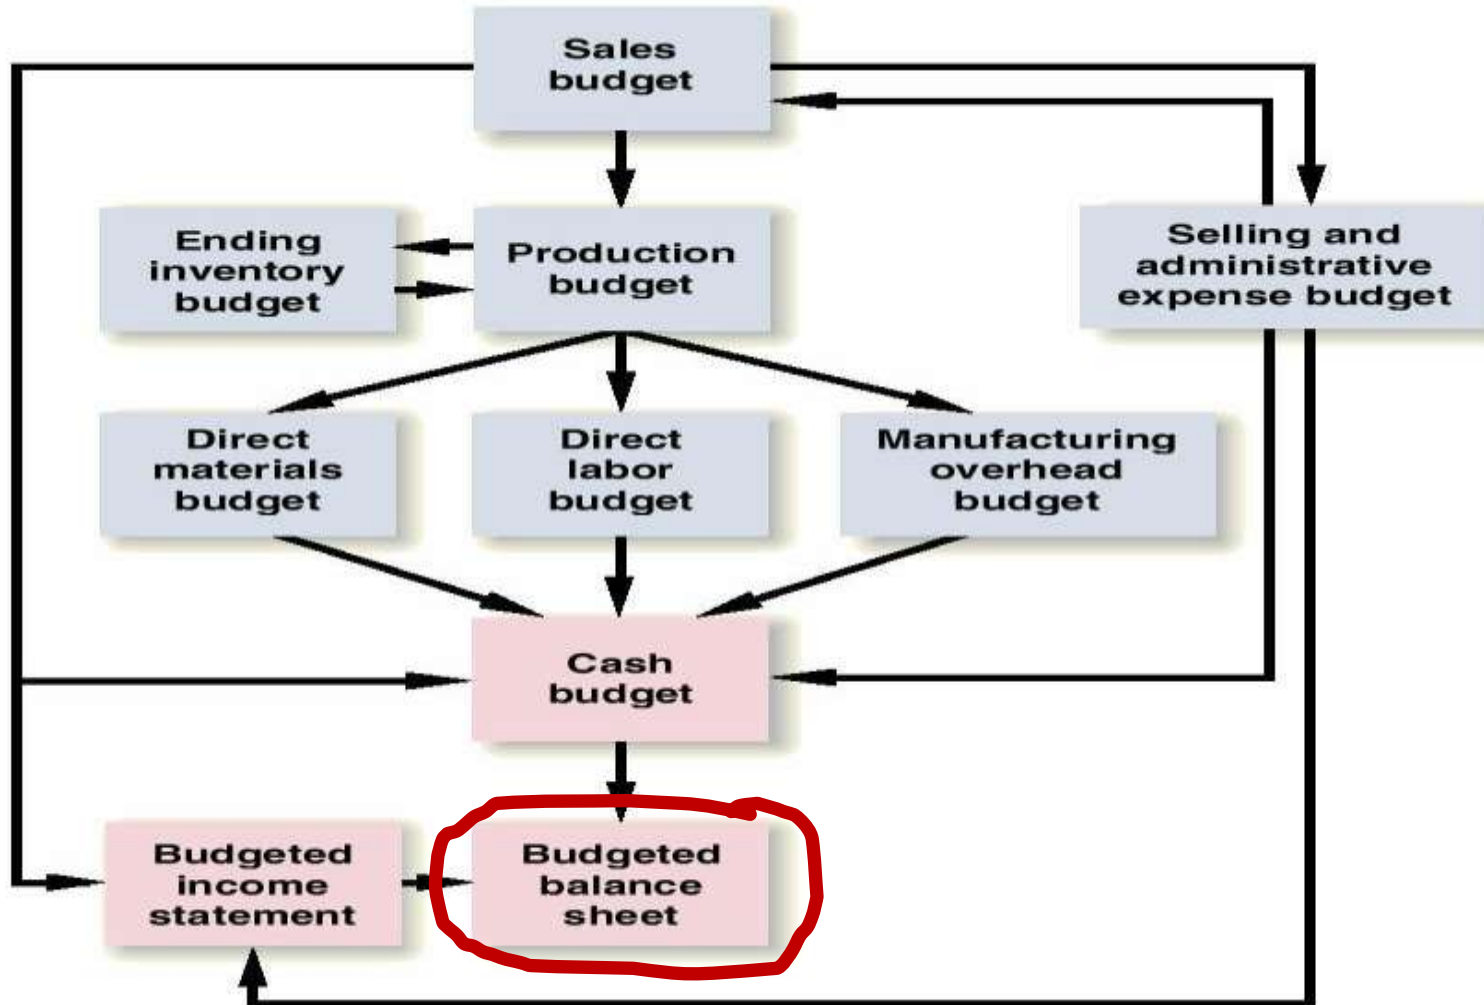 Sales
budget
Ending
inventory
budget
Production
budget
Selling and
administrative
expense budget
Direct
materials
budget
Direct
labor
budget
Manufacturing
overhead
budget
Cash
budget
Budgeted
income
statement
Budgeted
balance
sheet